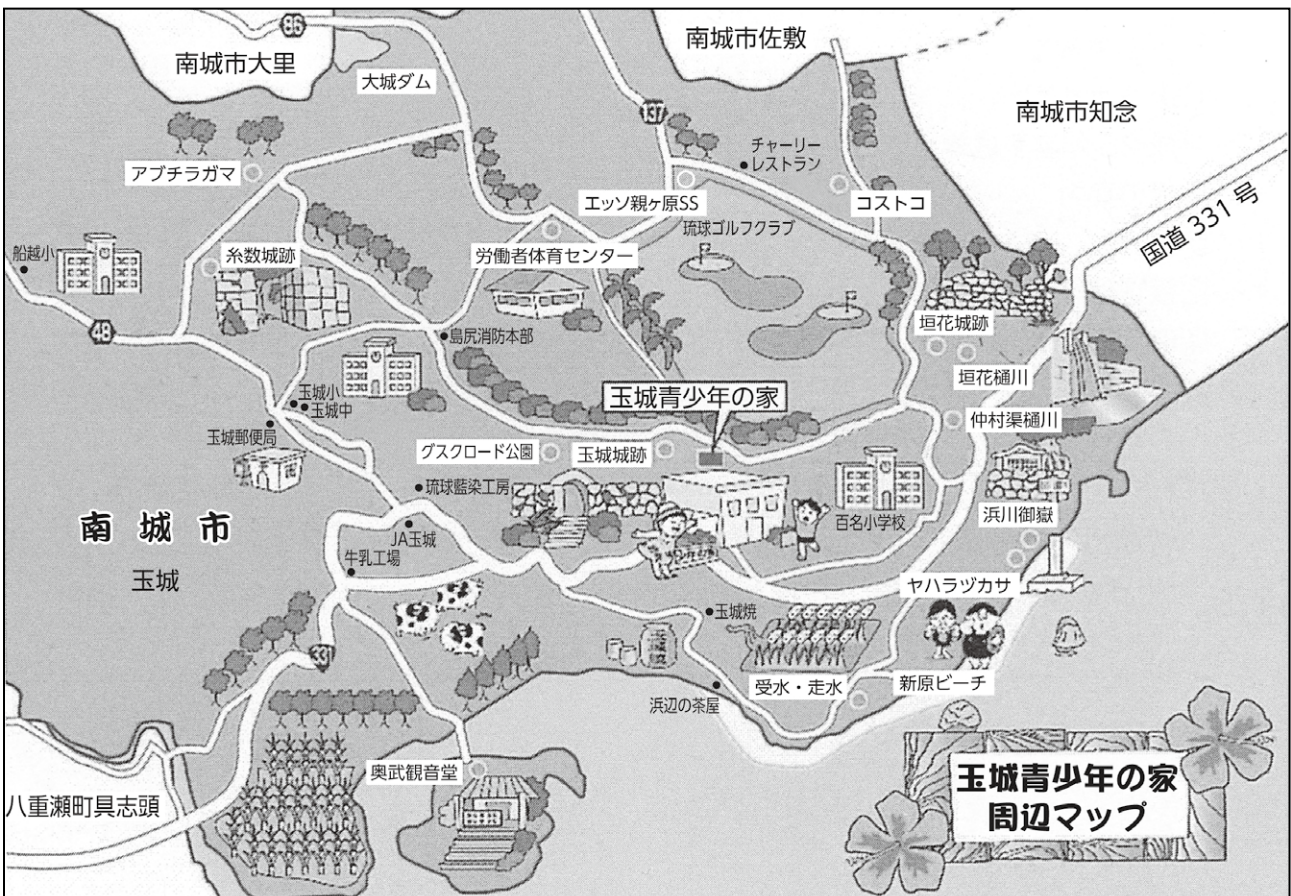 86
南城市大里
大城ダム
137
南城市佐敷
南城市知念
チャーリー
レストラン
アブチラガマ
エッソ親ヶ原SS
コストコ
国道331号
船越小
糸数城跡
労働者体育センター
琉球ゴルフクラブ
48
島尻消防本部
垣花城跡
垣花樋川
玉城小
玉城中
玉城青少年の家
仲村渠樋川
玉城郵便局
グスクロード公園
玉城城跡
琉球藍染工房
百名小学校
浜川御嶽
南城市
玉城
JA玉城
牛乳工場
ヤハラヅカサ
玉城焼
331
受水・走水
新原ビーチ
浜辺の茶屋
奥武観音堂
八重瀬町具志頭
玉城青少年の家
周辺マップ